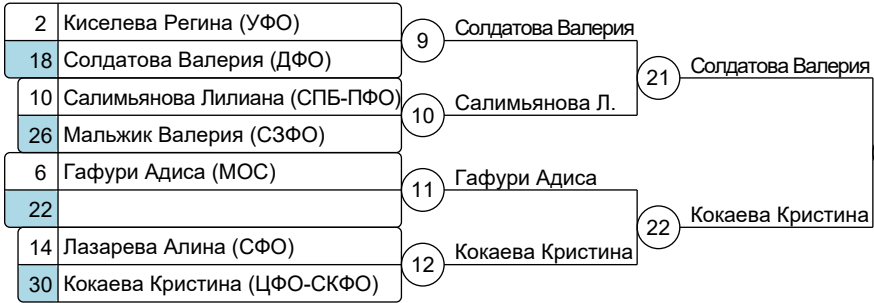 2 Киселева Регина (УФО)
18 Солдатова Валерия (ДФО)
9 Солдатова Валерия
10 Салимьянова Лилиана (СПБ-ПФО)
26 Мальжик Валерия (СЗФО)
10 Салимьянова Л.
21 Солдатова Валерия
6 Гафури Адиса (МОС)
22
11 Гафури Адиса
14 Лазарева Алина (СФО)
30 Кокаева Кристина (ЦФО-СКФО)
12 Кокаева Кристина
22 Кокаева Кристина